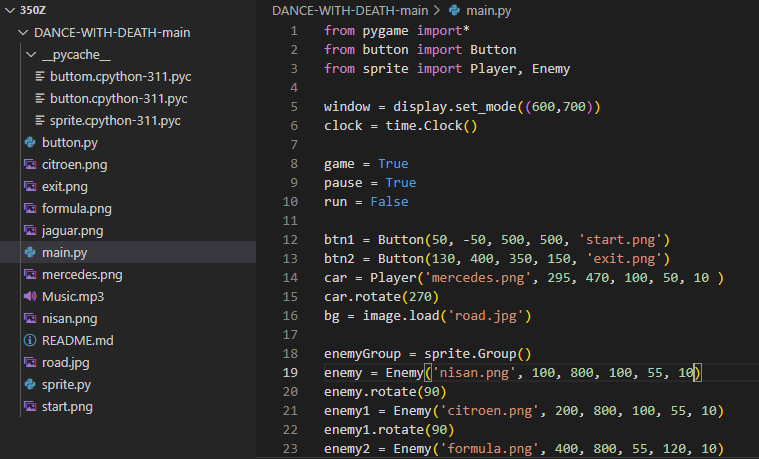 350Z
DANCE-WITH-DEATH-main
__pycache__
buttom.cpython-311.pyc
button.cpython-311.pyc
sprite.cpython-311.pyc
button.py
citroen.png
exit.png
formula.png
jaguar.png
main.py
mercedes.png
Music.mp3
nisan.png
README.md
road.jpg
sprite.py
start.png
DANCE-WITH-DEATH-main > main.py
1 from pygame import*
2 from button import Button
3 from sprite import Player, Enemy
4
5 window = display.set_mode((600,700))
6 clock = time.Clock()
7
8 game = True
9 pause = True
10 run = False
11
12 btn1 = Button(50, -50, 500, 500, 'start.png')
13 btn2 = Button(130, 400, 350, 150, 'exit.png')
14 car = Player('mercedes.png', 295, 470, 100, 50, 10 )
15 car.rotate(270)
16 bg = image.load('road.jpg')
17
18 enemyGroup = sprite.Group()
19 enemy = Enemy('nisan.png', 100, 800, 100, 55, 10)
20 enemy.rotate(90)
21 enemy1 = Enemy('citroen.png', 200, 800, 100, 55, 10)
22 enemy1.rotate(90)
23 enemy2 = Enemy('formula.png', 400, 800, 55, 120, 10)